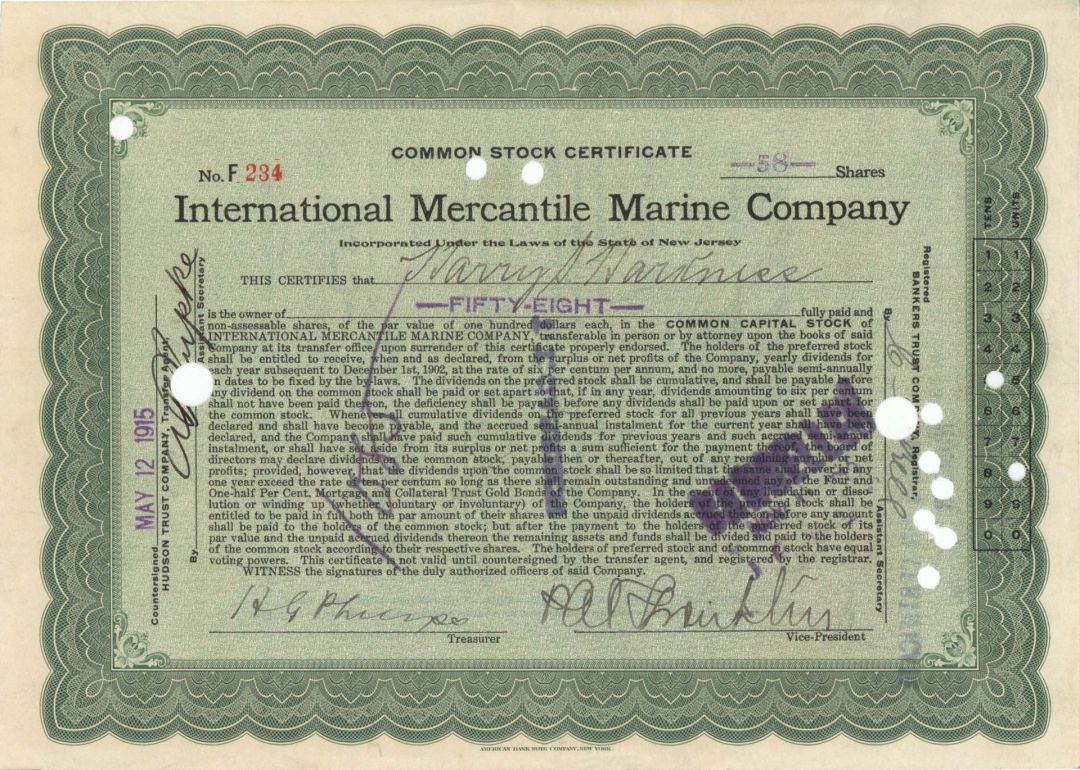 COMMON STOCK CERTIFICATE
No. F 234
—58— Shares
International Mercantile Marine Company
Incorporated Under the Laws of the State of New Jersey
THIS CERTIFIES that Harry S Harkness
—FIFTY-EIGHT—
is the owner of fully paid and
non-assessable shares, of the par value of one hundred dollars each, in the COMMON CAPITAL STOCK of
INTERNATIONAL MERCANTILE MARINE COMPANY, transferable in person or by attorney upon the books of said
Company at its transfer office upon surrender of this certificate properly endorsed. The holders of the preferred stock
shall be entitled to receive, when and as declared, from the surplus or net profits of the Company, yearly dividends for
each year subsequent to December 1st, 1902, at the rate of six per centum per annum, and no more, payable semi-annually
on dates to be fixed by the by-laws. The dividends on the preferred stock shall be cumulative, and shall be payable before
any dividend on the common stock shall be paid or set apart so that, if in any year, dividends amounting to six per centum
shall not have been paid thereon, the deficiency shall be payable before any dividends shall be paid upon or set apart for
the common stock. Whenever all cumulative dividends on the preferred stock for all previous years shall have been
declared and shall have become payable, and the accrued semi-annual instalment for the current year shall have been
declared, and the Company shall have paid such cumulative dividends for previous years and such accrued semi-annual
instalment, or shall have set aside from its surplus or net profits a sum sufficient for the payment thereof, the board of
directors may declare dividends on the common stock, payable then or thereafter, out of any remaining surplus or net
profits; provided, however, that the dividends upon the common stock shall be so limited that the same shall never in any
one year exceed the rate of per centum so long as there shall remain outstanding and unredeemed any of the Four and
One-half Per Cent. Mortgage and Collateral Trust Gold Bonds of the Company. In the event of any liquidation or disso-
lution or winding up (whether voluntary or involuntary) of the Company, the holders of the preferred stock shall be
entitled to be paid in full both the par amount of their shares and the unpaid dividends accrued thereon before any amount
shall be paid to the holders of the common stock; but after the payment to the holders of the preferred stock of its
par value and the unpaid accrued dividends thereon the remaining assets and funds shall be divided and paid to the holders
of the common stock according to their respective shares. The holders of preferred stock and of common stock have equal
voting powers. This certificate is not valid until countersigned by the transfer agent, and registered by the registrar.
WITNESS the signatures of the duly authorized officers of said Company.
Treasurer
P.A.S. Franklin
Vice-President
Countersigned
HUDSON TRUST COMPANY, Transfer Agent
By
Assistant Secretary
MAY 12 1915
Registered
BANKERS TRUST COMPANY, Registrar,
By
Assistant Secretary
TENS UNITS
1 1
2 2
3 3
4 4
5
6 6
7 7
8
9 9
0 0
AMERICAN BANK NOTE COMPANY, NEW YORK.